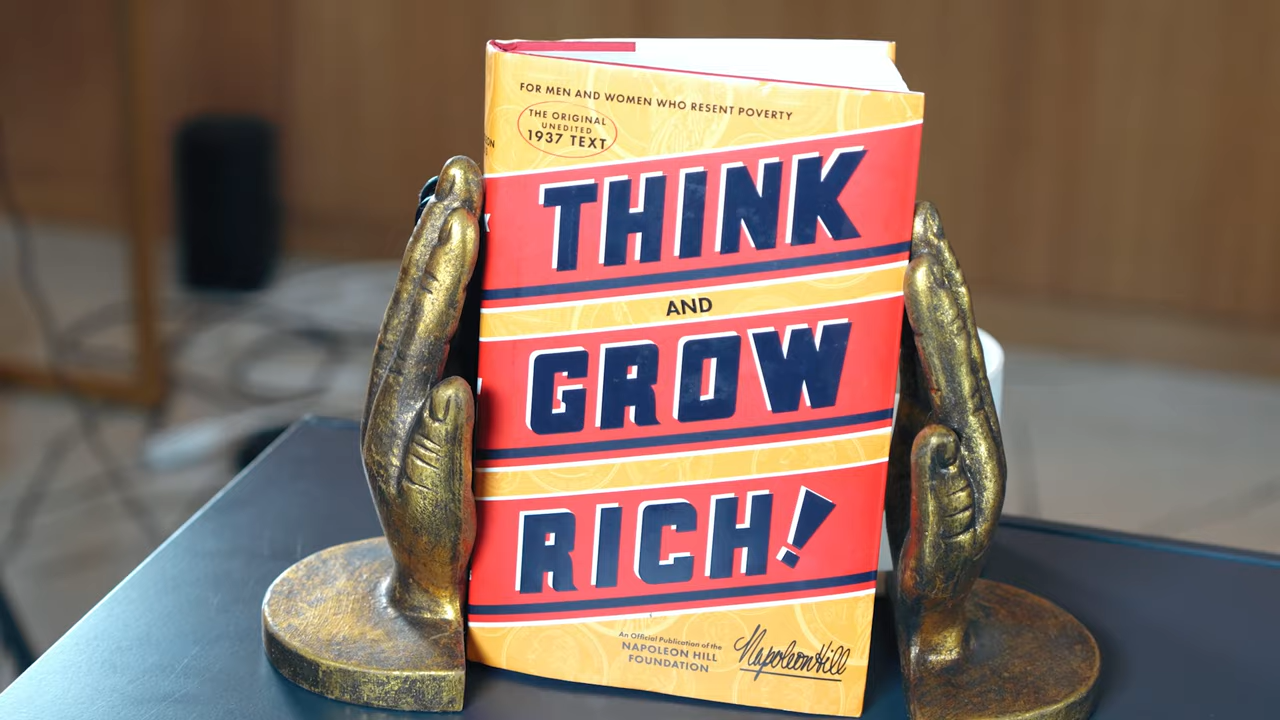 FOR MEN AND WOMEN WHO RESENT POVERTY
THE ORIGINAL
UNEDITED
1937 TEXT
THINK
AND
GROW
RICH!
An Official Publication of the
NAPOLEON HILL
FOUNDATION
Napoleon Hill